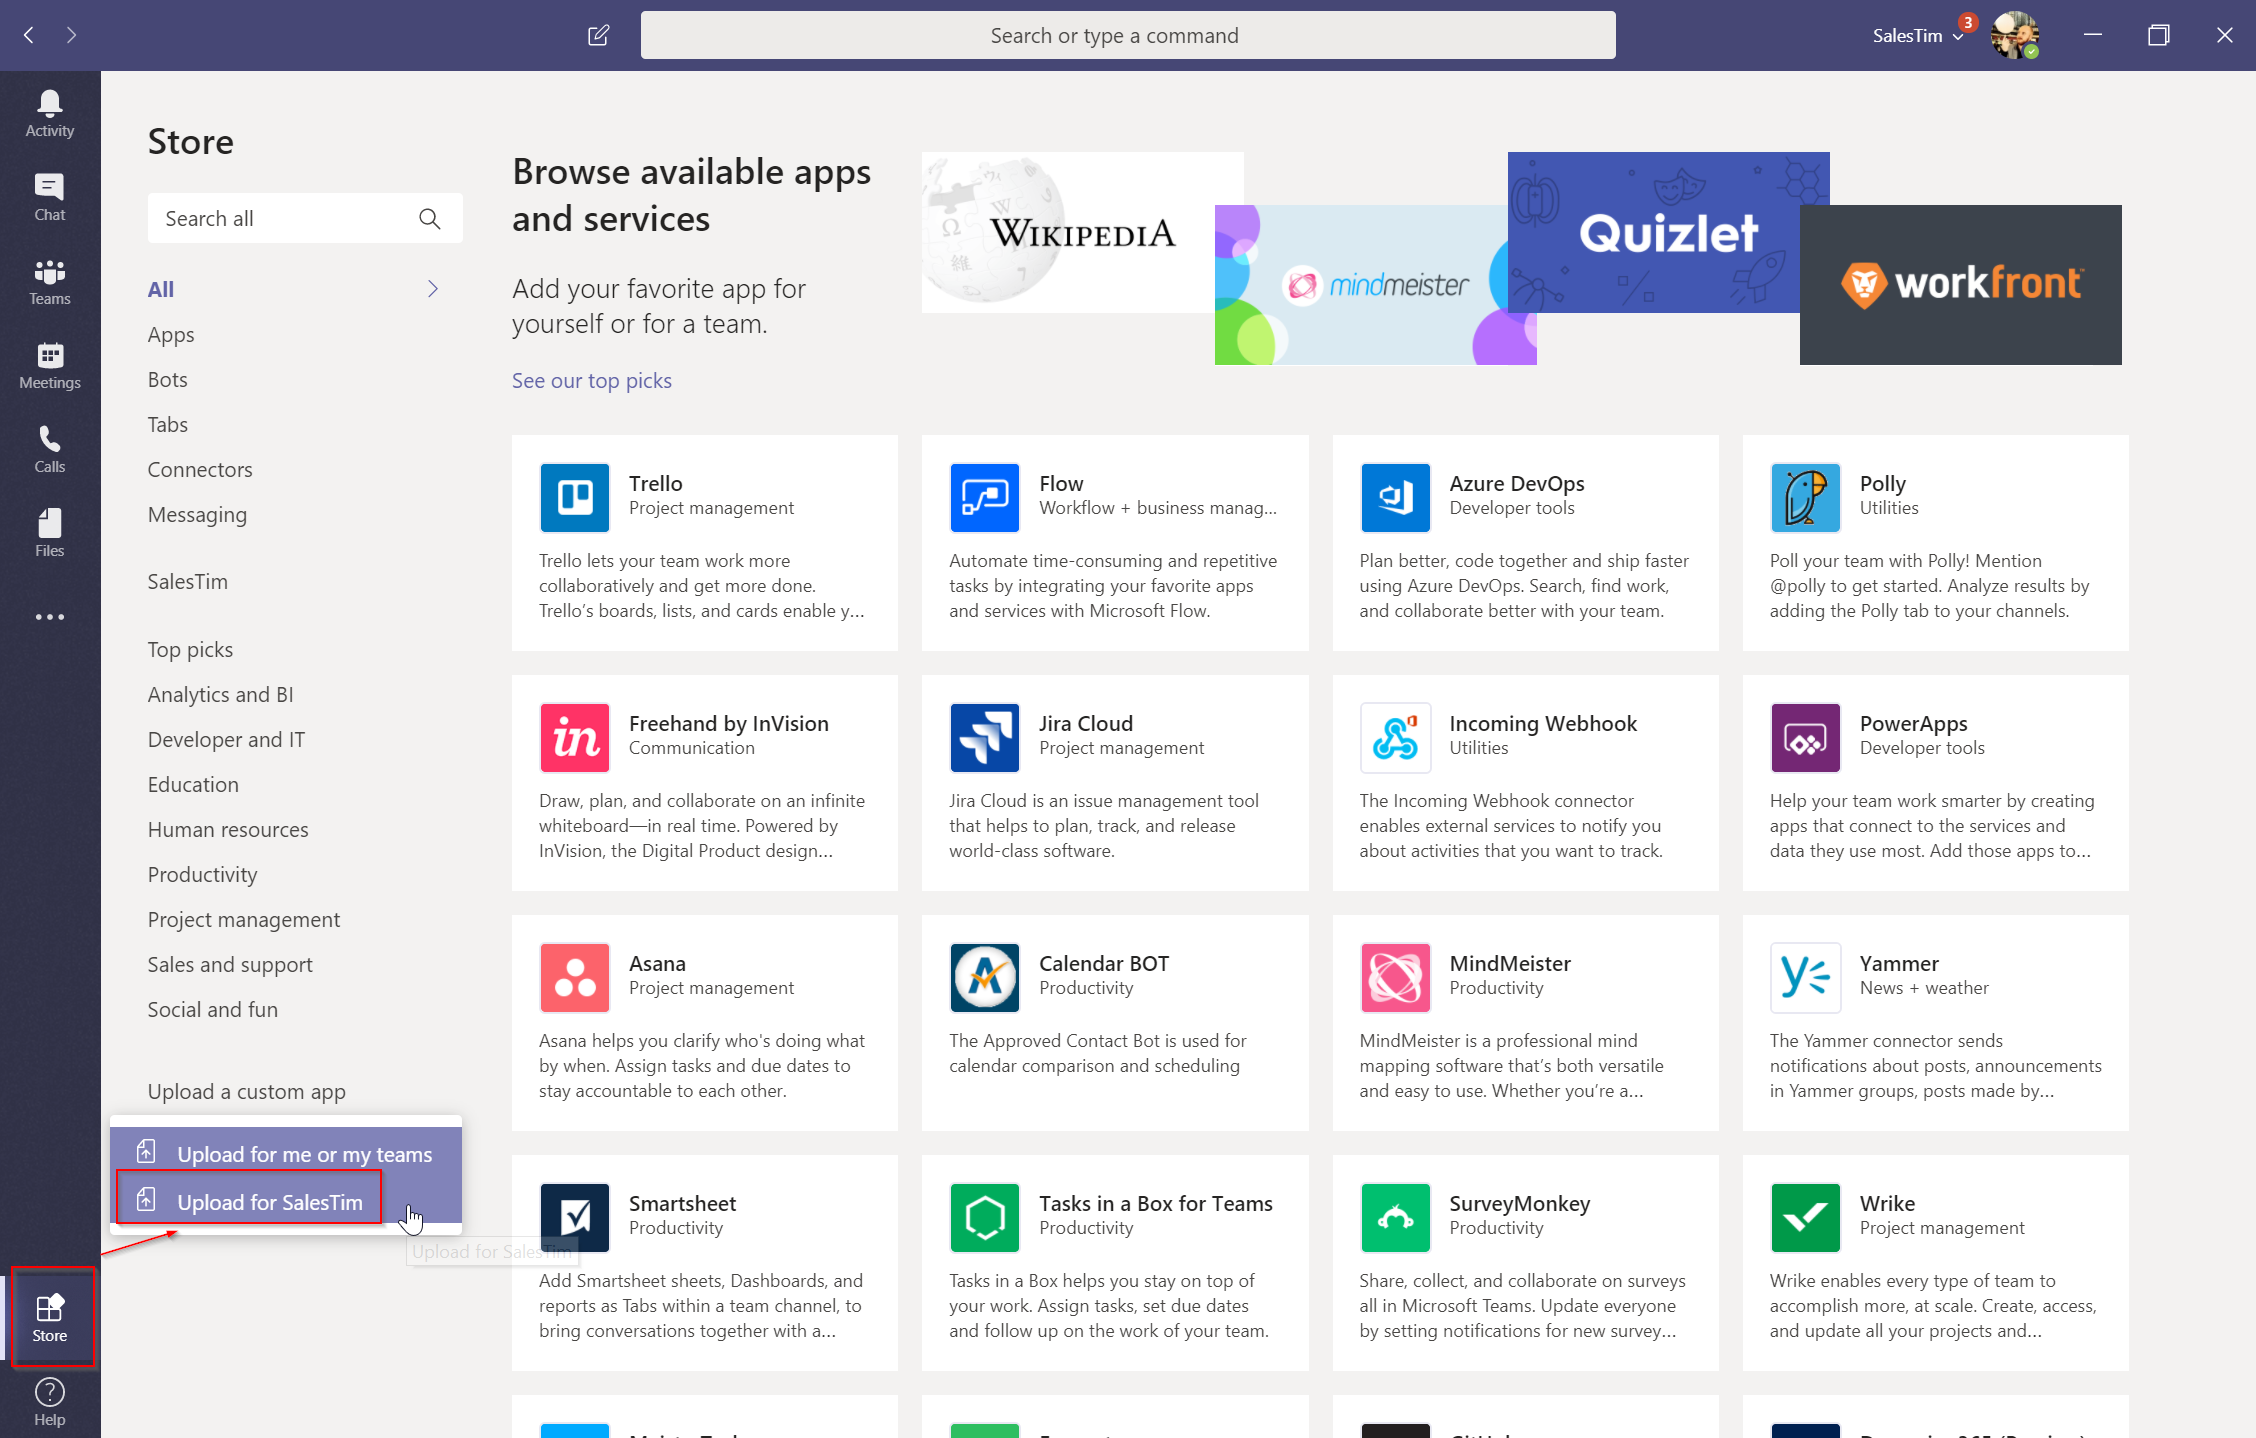 Search or type a command
SalesTim
3
Activity
Chat
Teams
Meetings
Calls
Files
Store
Help
Store
Search all
All
Apps
Bots
Tabs
Connectors
Messaging
SalesTim
Top picks
Analytics and BI
Developer and IT
Education
Human resources
Productivity
Project management
Sales and support
Social and fun
Upload a custom app
Upload for me or my teams
Upload for SalesTim
Upload for SalesTim
Browse available apps
and services
Add your favorite app for
yourself or for a team.
See our top picks
WIKIPEDIA
mindmeister
Quizlet
workfront
Trello
Project management
Trello lets your team work more
collaboratively and get more done.
Trello’s boards, lists, and cards enable y...
Flow
Workflow + business manag...
Automate time-consuming and repetitive
tasks by integrating your favorite apps
and services with Microsoft Flow.
Azure DevOps
Developer tools
Plan better, code together and ship faster
using Azure DevOps. Search, find work,
and collaborate better with your team.
Polly
Utilities
Poll your team with Polly! Mention
@polly to get started. Analyze results by
adding the Polly tab to your channels.
in
Freehand by InVision
Communication
Draw, plan, and collaborate on an infinite
whiteboard—in real time. Powered by
InVision, the Digital Product design...
Jira Cloud
Project management
Jira Cloud is an issue management tool
that helps to plan, track, and release
world-class software.
Incoming Webhook
Utilities
The Incoming Webhook connector
enables external services to notify you
about activities that you want to track.
PowerApps
Developer tools
Help your team work smarter by creating
apps that connect to the services and
data they use most. Add those apps to...
Asana
Project management
Asana helps you clarify who's doing what
by when. Assign tasks and due dates to
stay accountable to each other.
Calendar BOT
Productivity
The Approved Contact Bot is used for
calendar comparison and scheduling
MindMeister
Productivity
MindMeister is a professional mind
mapping software that’s both versatile
and easy to use. Whether you’re a...
Yammer
News + weather
The Yammer connector sends
notifications about posts, announcements
in Yammer groups, posts made by...
Smartsheet
Productivity
Add Smartsheet sheets, Dashboards, and
reports as Tabs within a team channel, to
bring conversations together with a...
Tasks in a Box for Teams
Productivity
Tasks in a Box helps you stay on top of
your work. Assign tasks, set due dates
and follow up on the work of your team.
SurveyMonkey
Productivity
Share, collect, and collaborate on surveys
all in Microsoft Teams. Update everyone
by setting notifications for new survey...
Wrike
Project management
Wrike enables every type of team to
accomplish more, at scale. Create, access,
and update all your projects and...